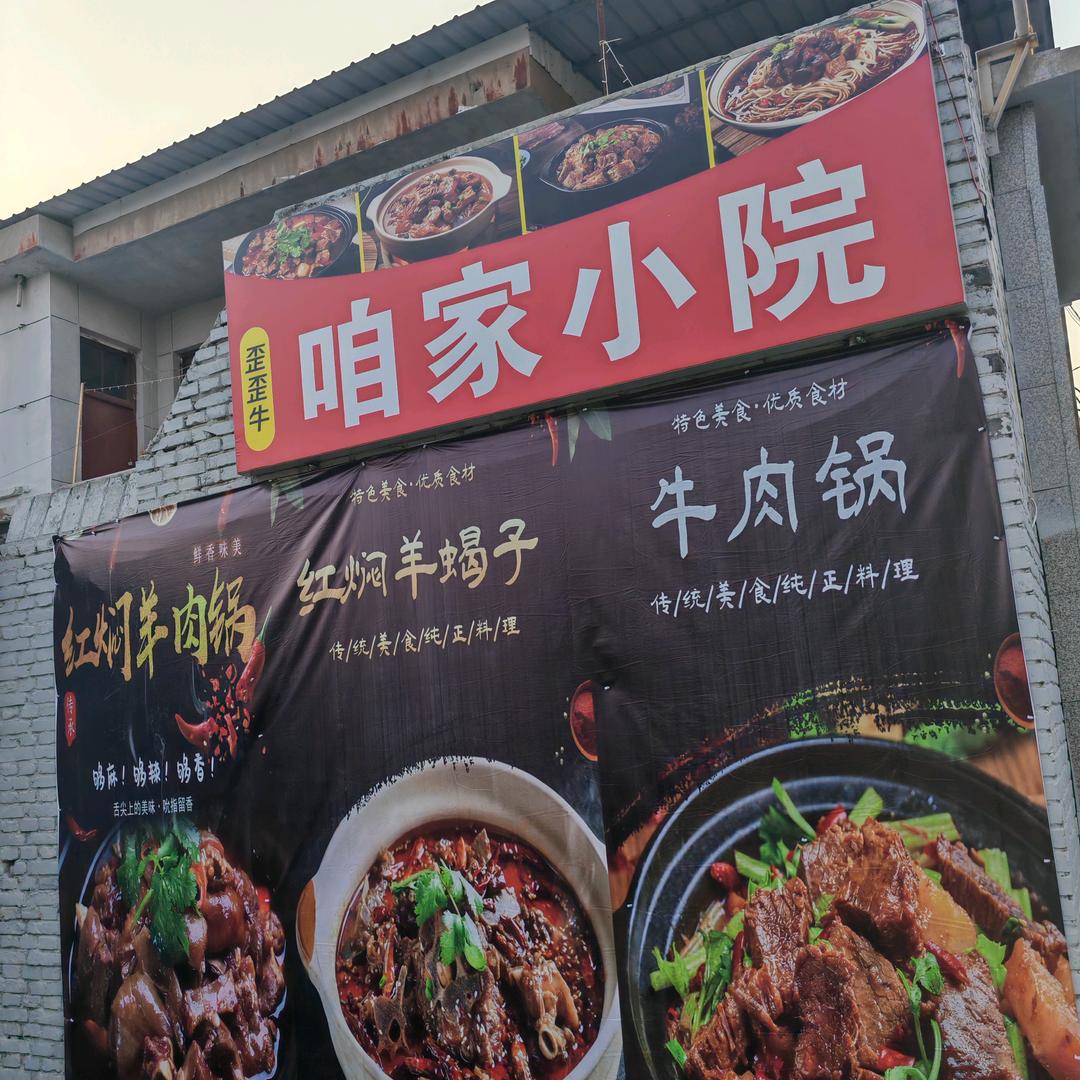 歪歪牛
咱家小院
鲜香味美
红焖羊肉锅
传承
够麻！够辣！够香！
舌尖上的美味·吮指留香
特色美食·优质食材
红焖羊蝎子
传/统/美/食/纯/正/料/理
特色美食·优质食材
牛肉锅
传/统/美/食/纯/正/料/理